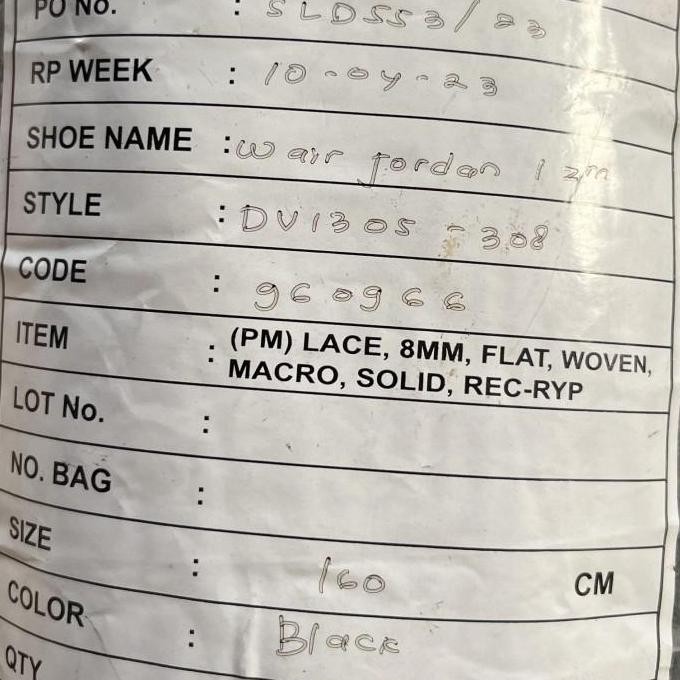 PO No. : SLDSS3/23
RP WEEK : 10-04-23
SHOE NAME : W air Jordan 1 zm
STYLE : DV1305-308
CODE : 960966
ITEM : (PM) LACE, 8MM, FLAT, WOVEN,
MACRO, SOLID, REC-RYP
LOT No. :
NO. BAG :
SIZE : 160 CM
COLOR : Black
QTY